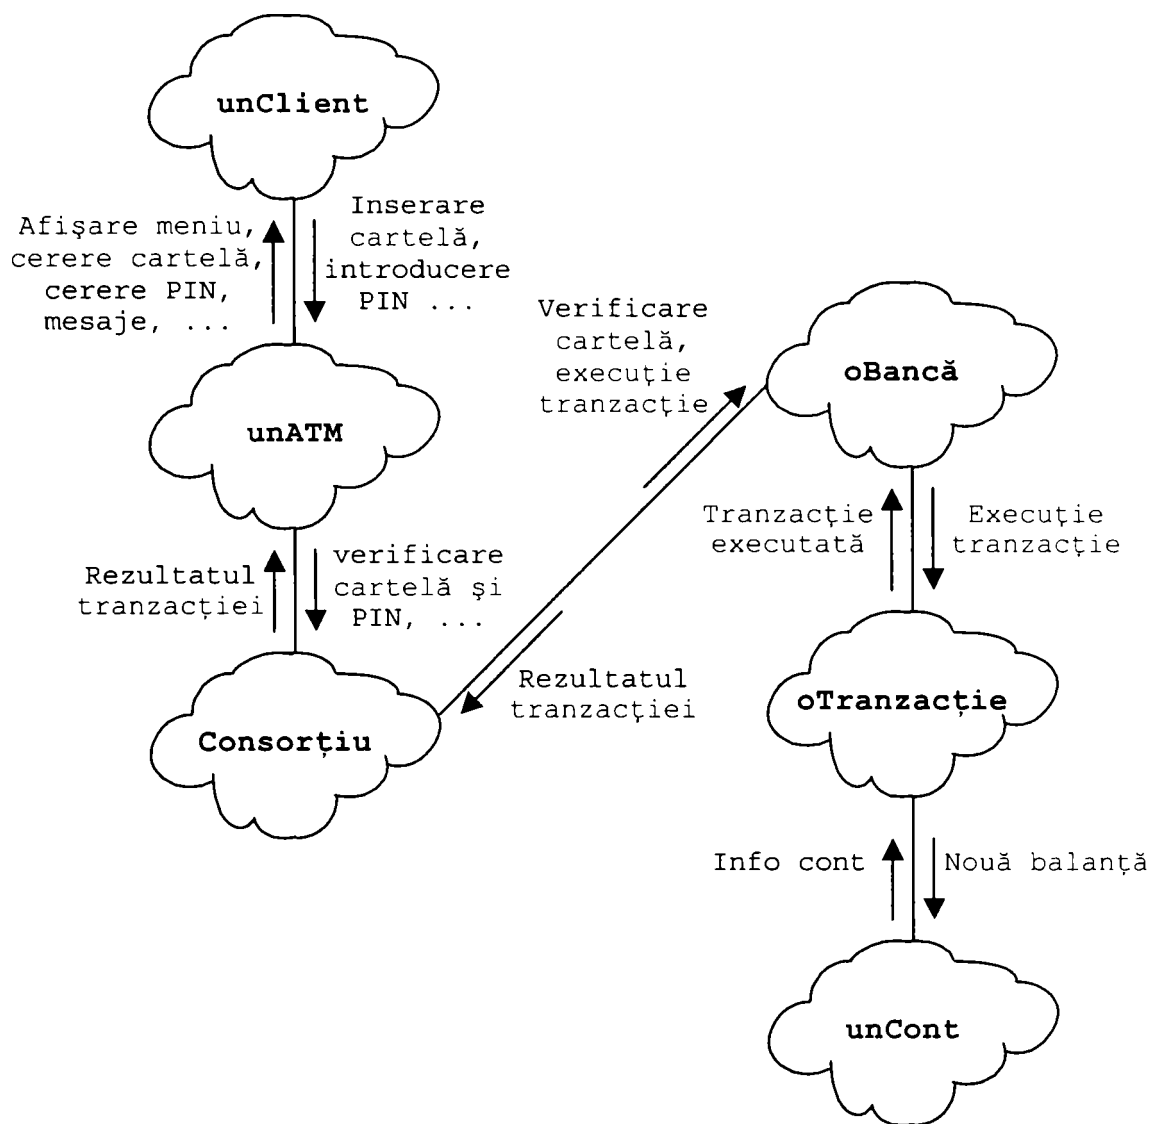 unClient
Afişare meniu,
cerere cartelă,
cerere PIN,
mesaje, ...
Inserare
cartelă,
introducere
PIN ...
unATM
Rezultatul
tranzacţiei
verificare
cartelă şi
PIN, ...
Consorţiu
Verificare
cartelă,
execuţie
tranzacţie
Rezultatul
tranzacţiei
oBancă
Tranzacţie
executată
Execuţie
tranzacţie
oTranzacţie
Info cont
Nouă balanţă
unCont